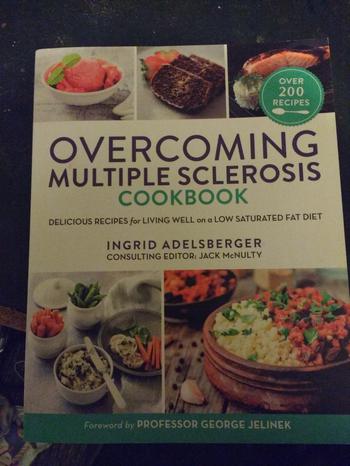 OVER
200
RECIPES
OVERCOMING
MULTIPLE SCLEROSIS
COOKBOOK
DELICIOUS RECIPES for LIVING WELL on a LOW SATURATED FAT DIET
INGRID ADELSBERGER
CONSULTING EDITOR: JACK McNULTY
Foreword by PROFESSOR GEORGE JELINEK